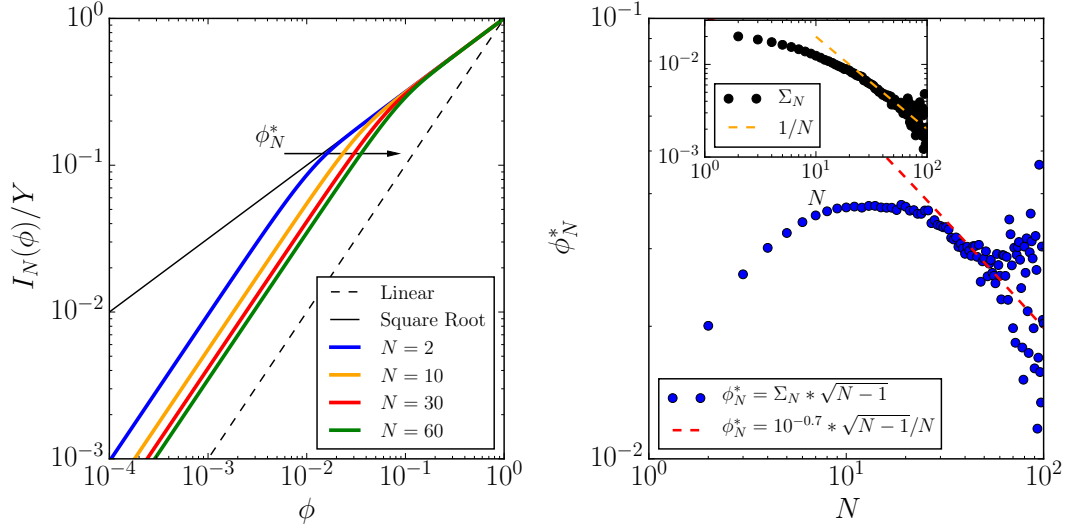 I_N(ϕ)/Y
10^0
10^−1
10^−2
10^−3
10^−4
10^−3
10^−2
10^−1
10^0
ϕ
ϕ*_N
Linear
Square Root
N = 2
N = 10
N = 30
N = 60
ϕ*_N
10^−1
10^−2
10^0
10^1
10^2
N
ϕ*_N = Σ_N ∗ √(N − 1)
ϕ*_N = 10^−0.7 ∗ √(N − 1)/N
10^−1
10^−2
10^−3
10^0
10^1
10^2
N
Σ_N
1/N